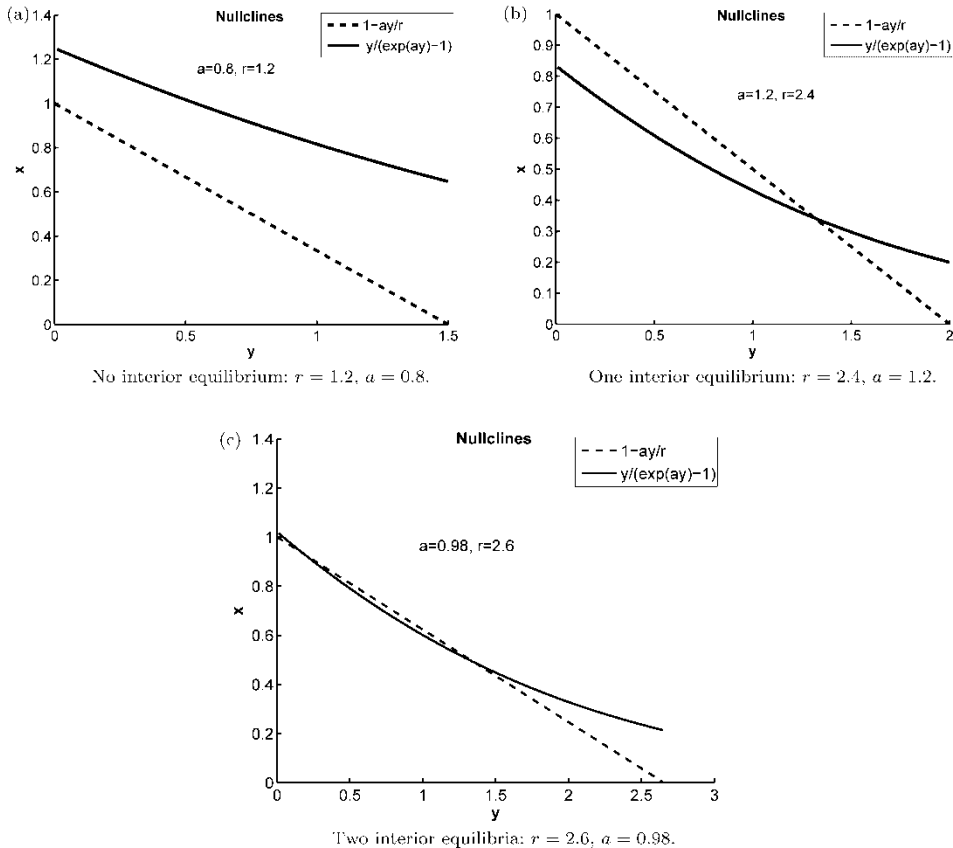 (a)
Nullclines
1−ay/r
y/(exp(ay)−1)
a=0.8, r=1.2
x
1.4
1.2
1
0.8
0.6
0.4
0.2
0
0
0.5
1
1.5
y
No interior equilibrium: r = 1.2, a = 0.8.
(b)
Nullclines
1−ay/r
y/(exp(ay)−1)
a=1.2, r=2.4
x
1
0.9
0.8
0.7
0.6
0.5
0.4
0.3
0.2
0.1
0
0
0.5
1
1.5
2
y
One interior equilibrium: r = 2.4, a = 1.2.
(c)
Nullclines
1−ay/r
y/(exp(ay)−1)
a=0.98, r=2.6
x
1.4
1.2
1
0.8
0.6
0.4
0.2
0
0
0.5
1
1.5
2
2.5
3
y
Two interior equilibria: r = 2.6, a = 0.98.